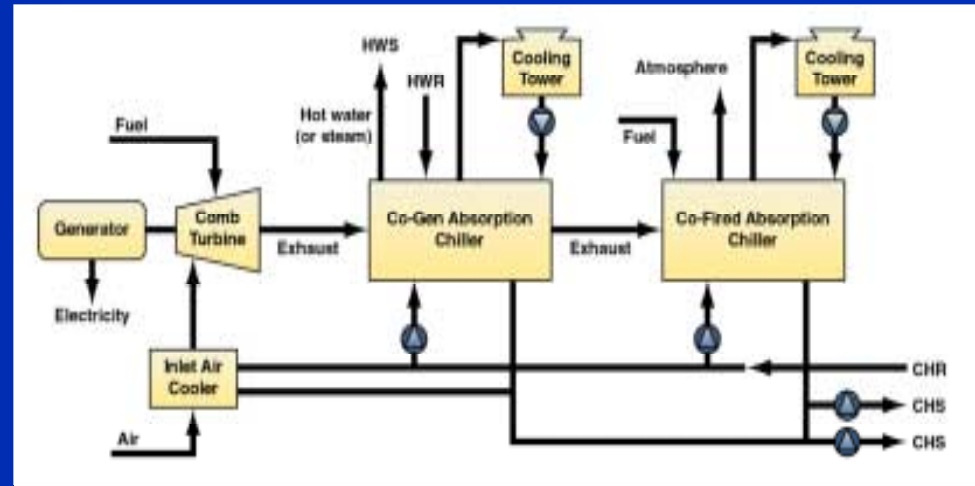 HWS
HWR
Cooling
Tower
Atmosphere
Cooling
Tower
Fuel
Hot water
(or steam)
Fuel
Generator
Comb
Turbine
Exhaust
Co-Gen Absorption
Chiller
Exhaust
Co-Fired Absorption
Chiller
Electricity
Inlet Air
Cooler
CHR
CHS
Air
CHS